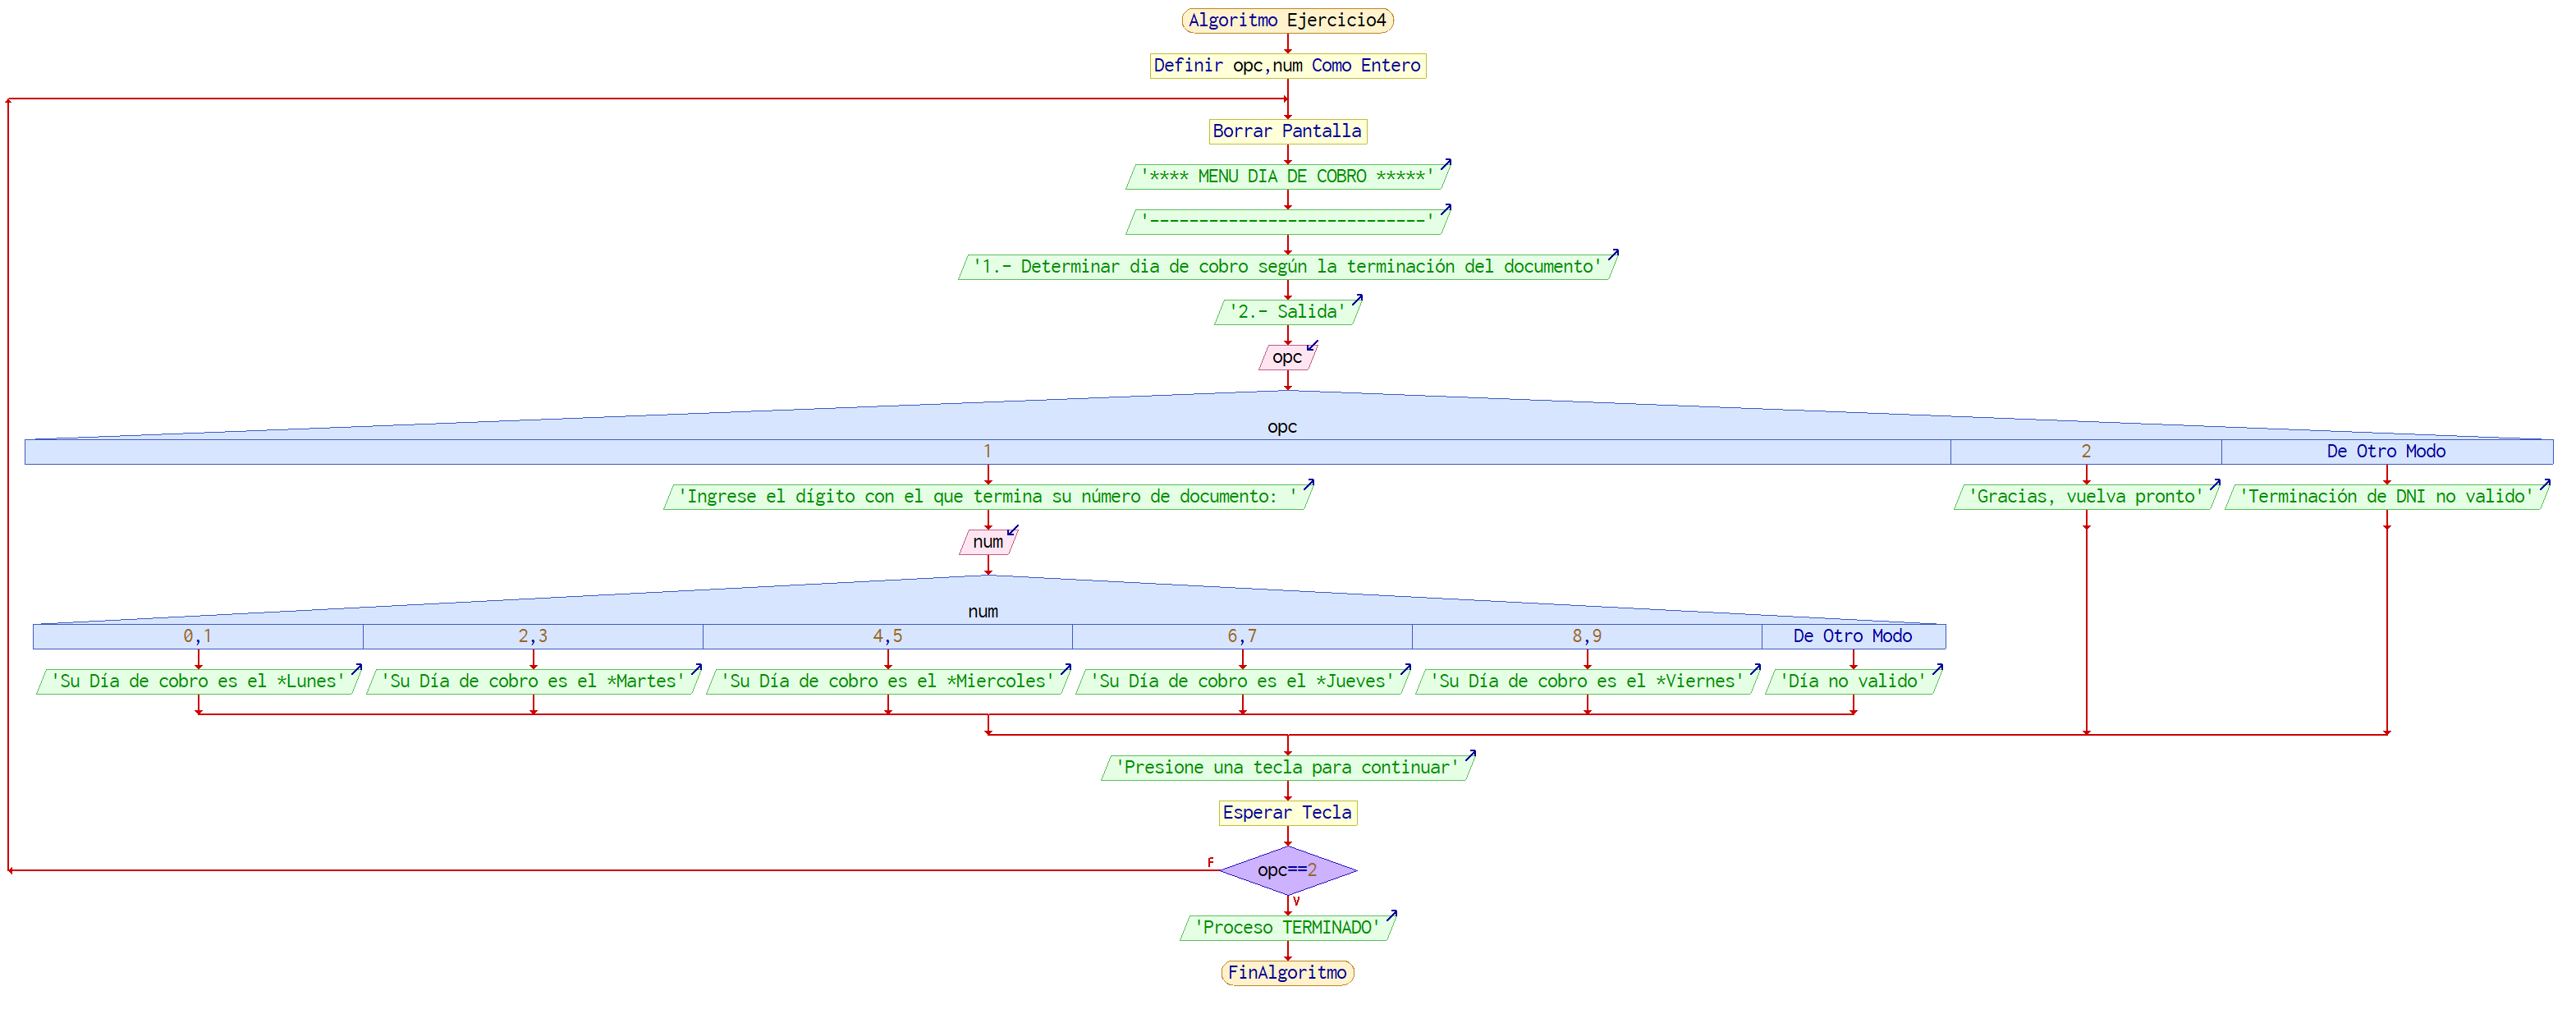 Algoritmo Ejercicio4
Definir opc,num Como Entero
Borrar Pantalla
'**** MENU DIA DE COBRO *****'
'----------------------------'
'1.- Determinar dia de cobro según la terminación del documento'
'2.- Salida'
opc
opc
1 2 De Otro Modo
'Ingrese el dígito con el que termina su número de documento: ' 'Gracias, vuelva pronto' 'Terminación de DNI no valido'
num
num
0,1 2,3 4,5 6,7 8,9 De Otro Modo
'Su Día de cobro es el *Lunes' 'Su Día de cobro es el *Martes' 'Su Día de cobro es el *Miercoles' 'Su Día de cobro es el *Jueves' 'Su Día de cobro es el *Viernes' 'Día no valido'
'Presione una tecla para continuar'
Esperar Tecla
F
opc==2
V
'Proceso TERMINADO'
FinAlgoritmo